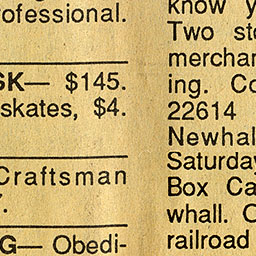 rofessional.
SK— $145.
skates, $4.
Craftsman
G— Obedi-
know y
Two sto
merchan
ing. Co
22614
Newhal
Saturday
Box Ca
whall. O
railroad